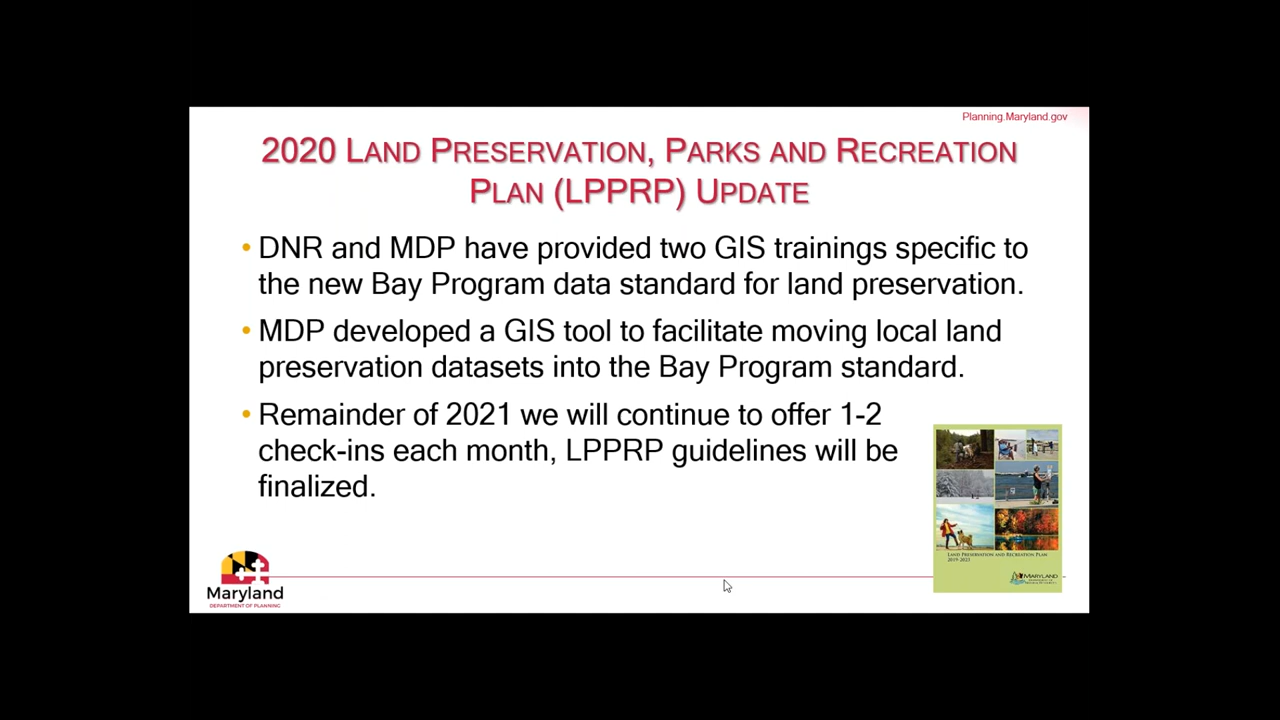 Planning.Maryland.gov
2020 LAND PRESERVATION, PARKS AND RECREATION
PLAN (LPPRP) UPDATE
• DNR and MDP have provided two GIS trainings specific to
the new Bay Program data standard for land preservation.
• MDP developed a GIS tool to facilitate moving local land
preservation datasets into the Bay Program standard.
• Remainder of 2021 we will continue to offer 1-2
check-ins each month, LPPRP guidelines will be
finalized.
LAND PRESERVATION AND RECREATION PLAN
2019-2023
MARYLAND
Maryland
DEPARTMENT OF PLANNING